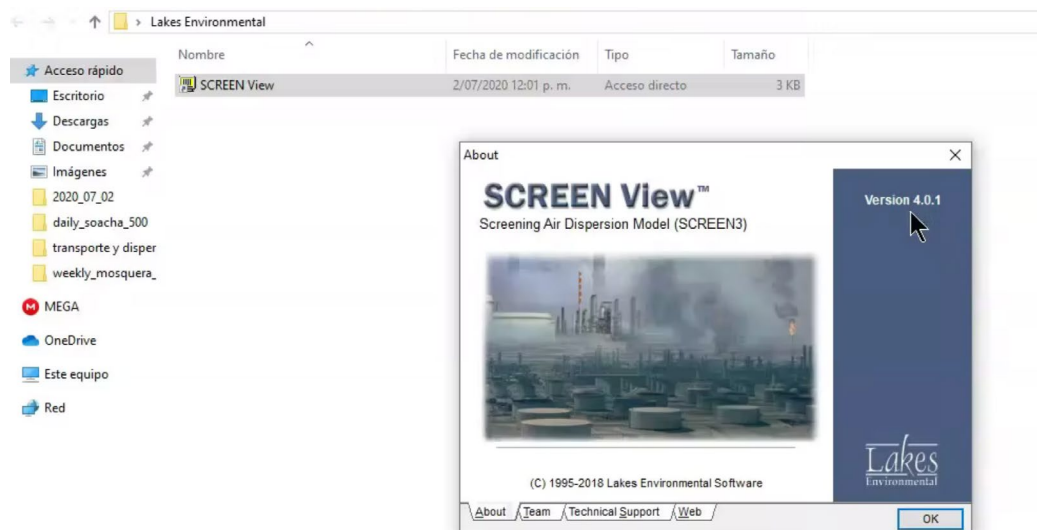 Lakes Environmental
Nombre Fecha de modificación Tipo Tamaño
Acceso rápido
SCREEN View 2/07/2020 12:01 p. m. Acceso directo 3 KB
Escritorio
Descargas
Documentos
Imágenes
2020_07_02
daily_soacha_500
transporte y disper
weekly_mosquera_
MEGA
OneDrive
Este equipo
Red
About
SCREEN View™
Version 4.0.1
Screening Air Dispersion Model (SCREEN3)
(C) 1995-2018 Lakes Environmental Software
Lakes
Environmental
About Team Technical Support Web
OK